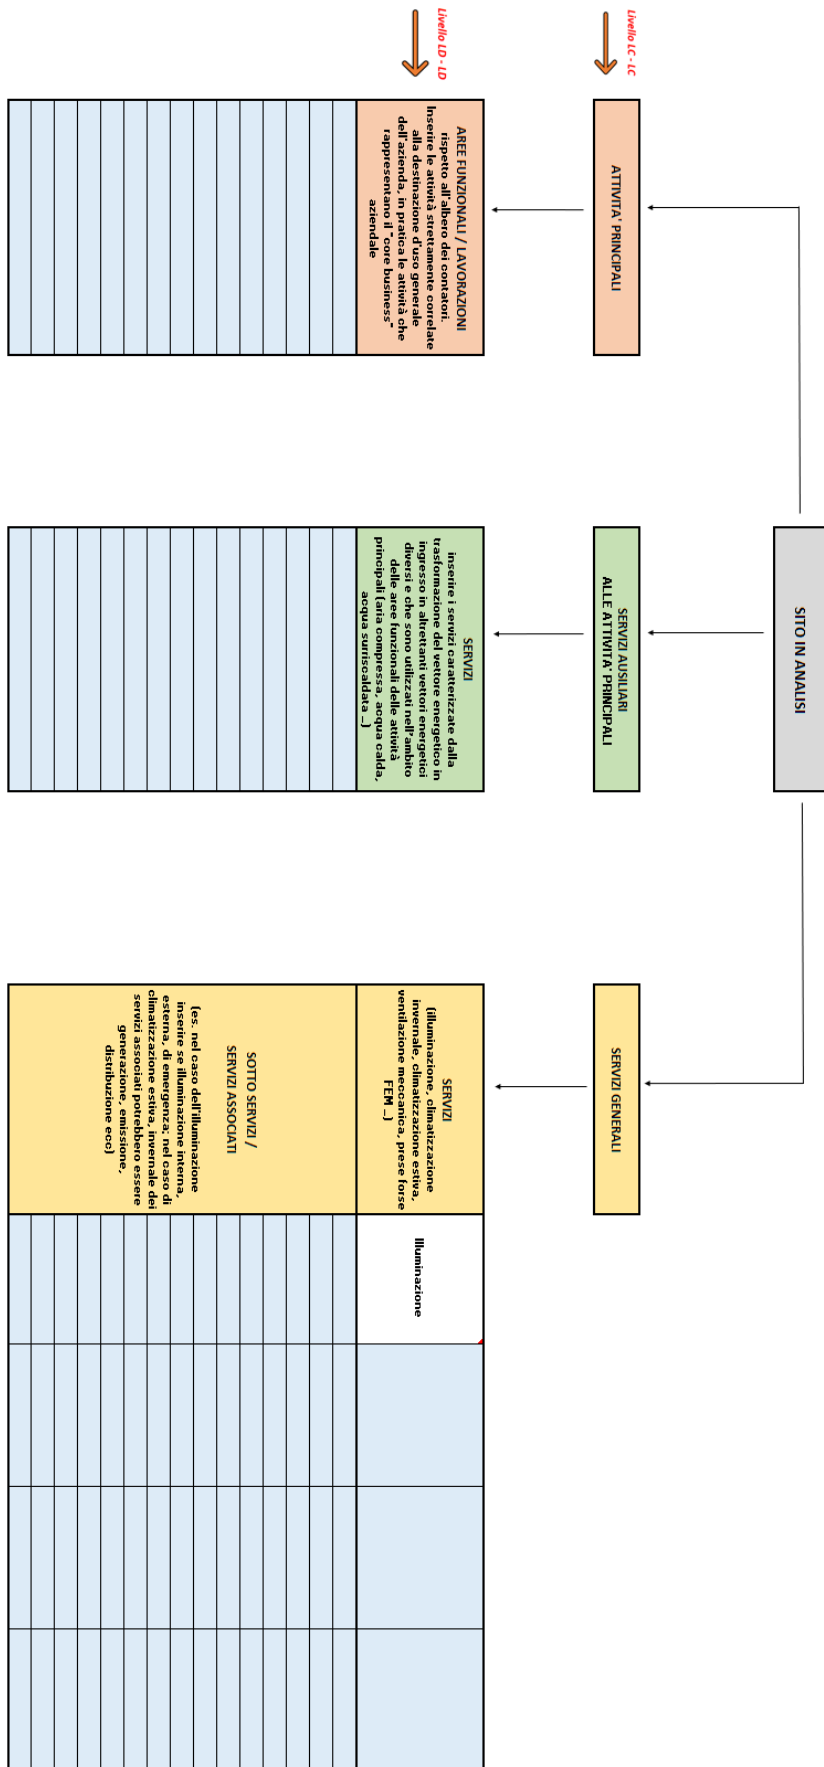 SITO IN ANALISI
Livello LC - LC
ATTIVITA' PRINCIPALI
SERVIZI AUSILIARI
ALLE ATTIVITA' PRINCIPALI
SERVIZI GENERALI
Livello LD - LD
AREE FUNZIONALI / LAVORAZIONI
rispetto all'albero dei contatori.
Inserire le attività strettamente correlate
alla destinazione d'uso generale
dell'azienda, in pratica le attività che
rappresentano il "core business"
aziendale
SERVIZI
inserire i servizi caratterizzate dalla
trasformazione del vettore energetico in
ingresso in altrettanti vettori energetici
diversi e che sono utilizzati nell'ambito
delle aree funzionali delle attività
principali (aria compressa, acqua calda,
acqua surriscaldata ...)
SERVIZI
(illuminazione, climatizzazione
invernale, climatizzazione estiva,
ventilazione meccanica, prese forse
FEM ...)
Illuminazione
SOTTO SERVIZI /
SERVIZI ASSOCIATI
(es. nel caso dell'illuminazione
inserire se illuminazione interna,
esterna, di emergenza; nel caso di
climatizzazione estiva, invernale dei
servizi associati potrebbero essere
generazione, emissione,
distribuzione ecc)